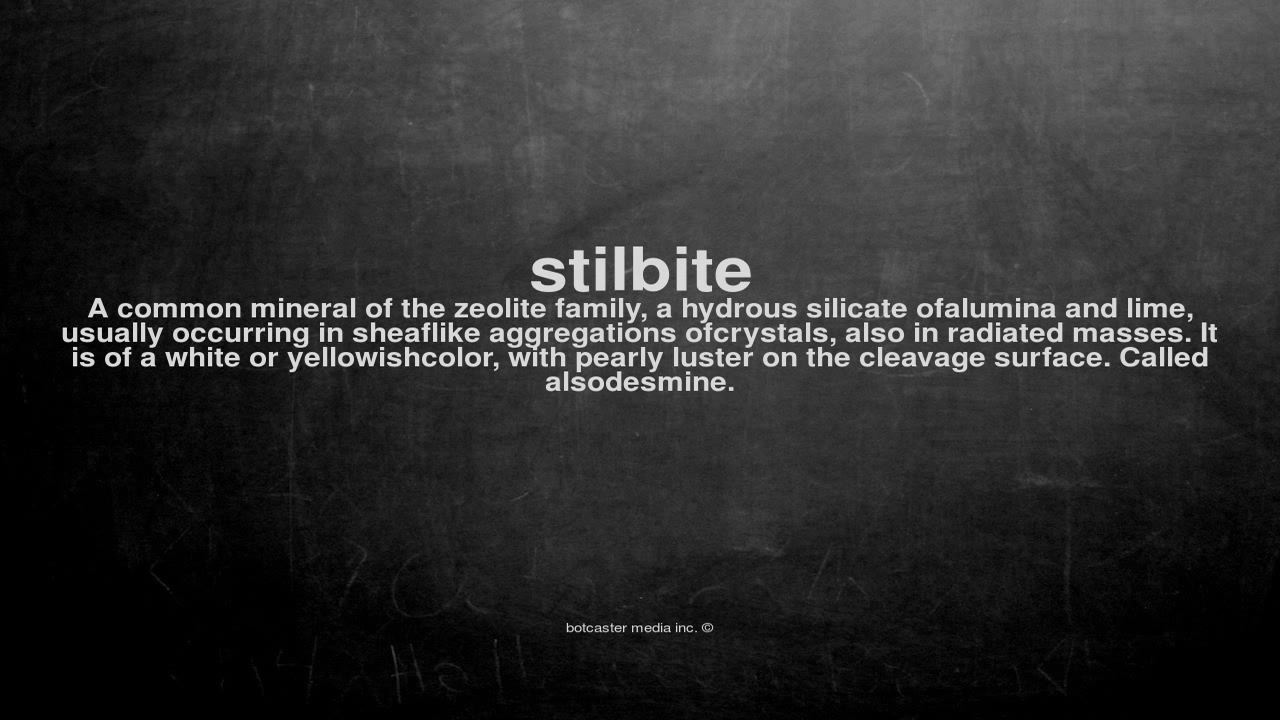 stilbite
A common mineral of the zeolite family, a hydrous silicate ofalumina and lime,
usually occurring in sheaflike aggregations ofcrystals, also in radiated masses. It
is of a white or yellowishcolor, with pearly luster on the cleavage surface. Called
alsodesmine.
botcaster media inc. ©